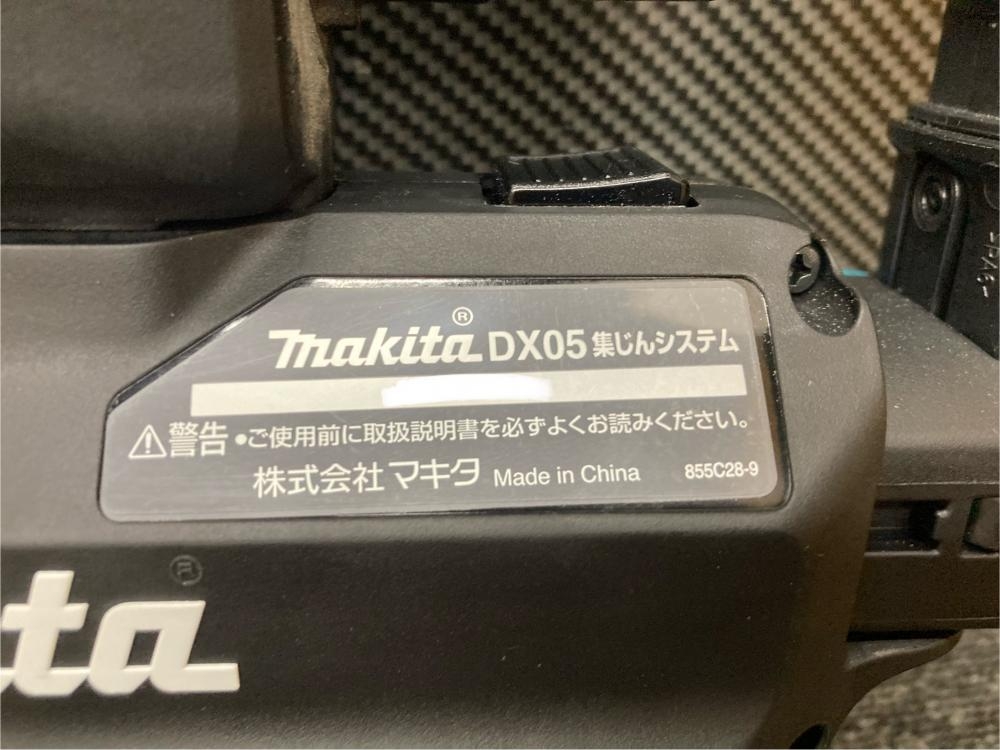 makita® DX05 集じんシステム
⚠警告 •ご使用前に取扱説明書を必ずよくお読みください。
株式会社 マキタ Made in China 855C28-9
ta®